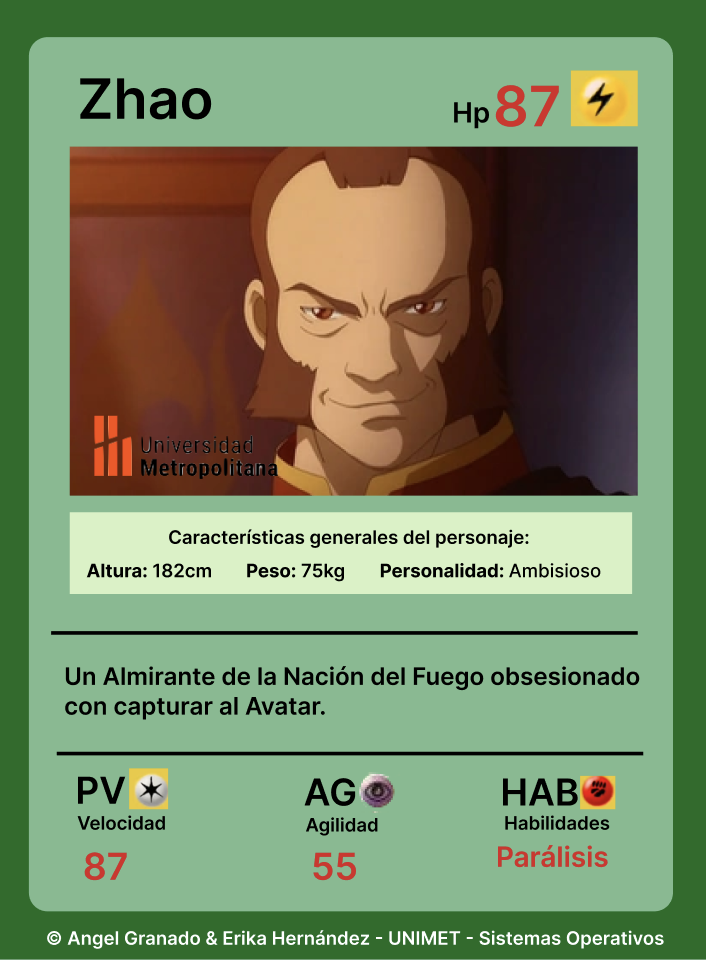 Zhao
Hp 87
Universidad
Metropolitana
Características generales del personaje:
Altura: 182cm Peso: 75kg Personalidad: Ambisioso
Un Almirante de la Nación del Fuego obsesionado
con capturar al Avatar.
PV AG HAB
Velocidad Agilidad Habilidades
87 55 Parálisis
© Angel Granado & Erika Hernández - UNIMET - Sistemas Operativos